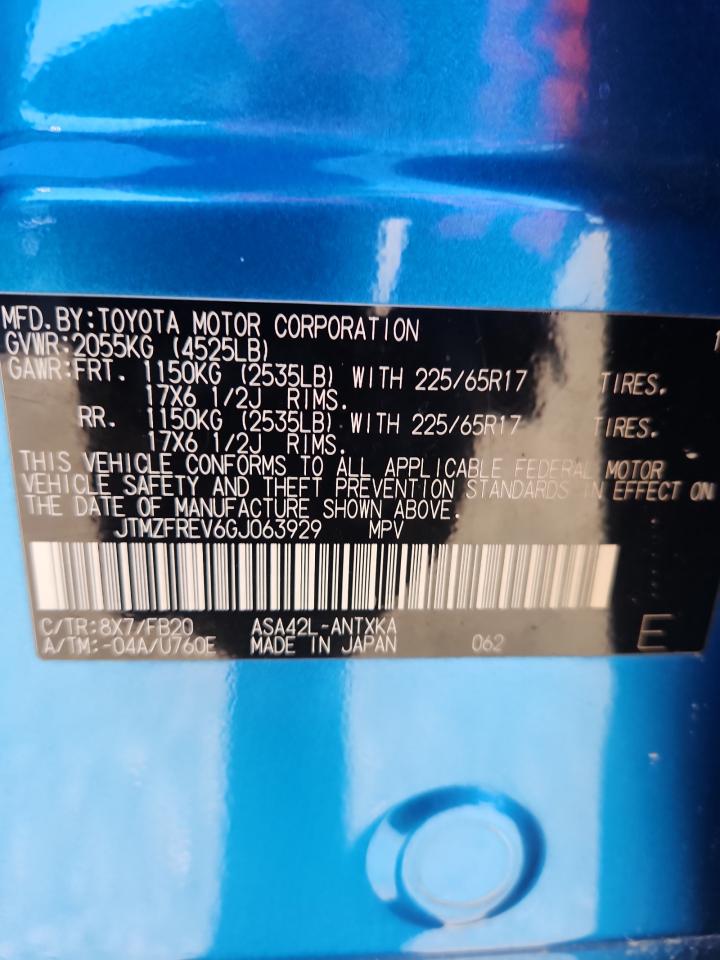 MFD.BY:TOYOTA MOTOR CORPORATION 1
GVWR:2055KG (4525LB)
GAWR:FRT. 1150KG (2535LB) WITH 225/65R17 TIRES.
17X6 1/2J RIMS.
RR. 1150KG (2535LB) WITH 225/65R17 TIRES.
17X6 1/2J RIMS.
THIS VEHICLE CONFORMS TO ALL APPLICABLE FEDERAL MOTOR
VEHICLE SAFETY AND THEFT PREVENTION STANDARDS IN EFFECT ON
THE DATE OF MANUFACTURE SHOWN ABOVE.
JTMZFREV6GJ063929 MPV
C/TR:8X7/FB20 ASA42L-ANTXKA
A/TM:-04A/U760E MADE IN JAPAN 062 E